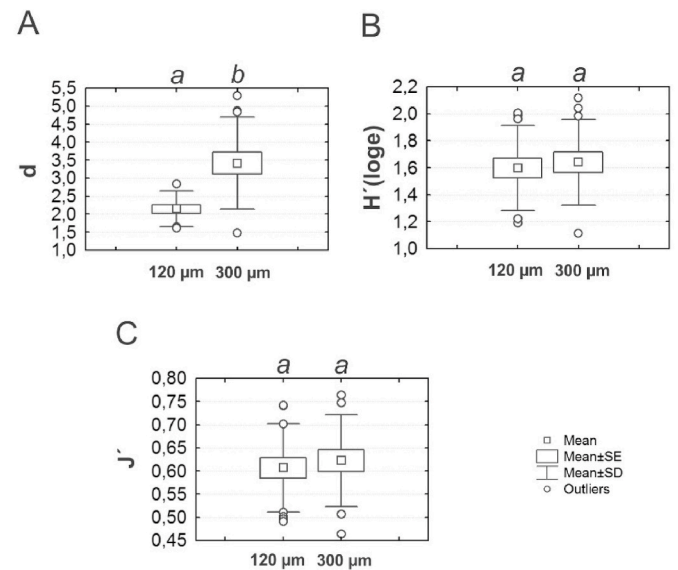 A
a b
5,5
5,0
4,5
4,0
3,5
3,0
2,5
2,0
1,5
1,0
d
120 µm 300 µm
B
a a
2,2
2,0
1,8
1,6
1,4
1,2
1,0
H´(loge)
120 µm 300 µm
C
a a
0,80
0,75
0,70
0,65
0,60
0,55
0,50
0,45
J´
120 µm 300 µm
Mean
Mean±SE
Mean±SD
Outliers